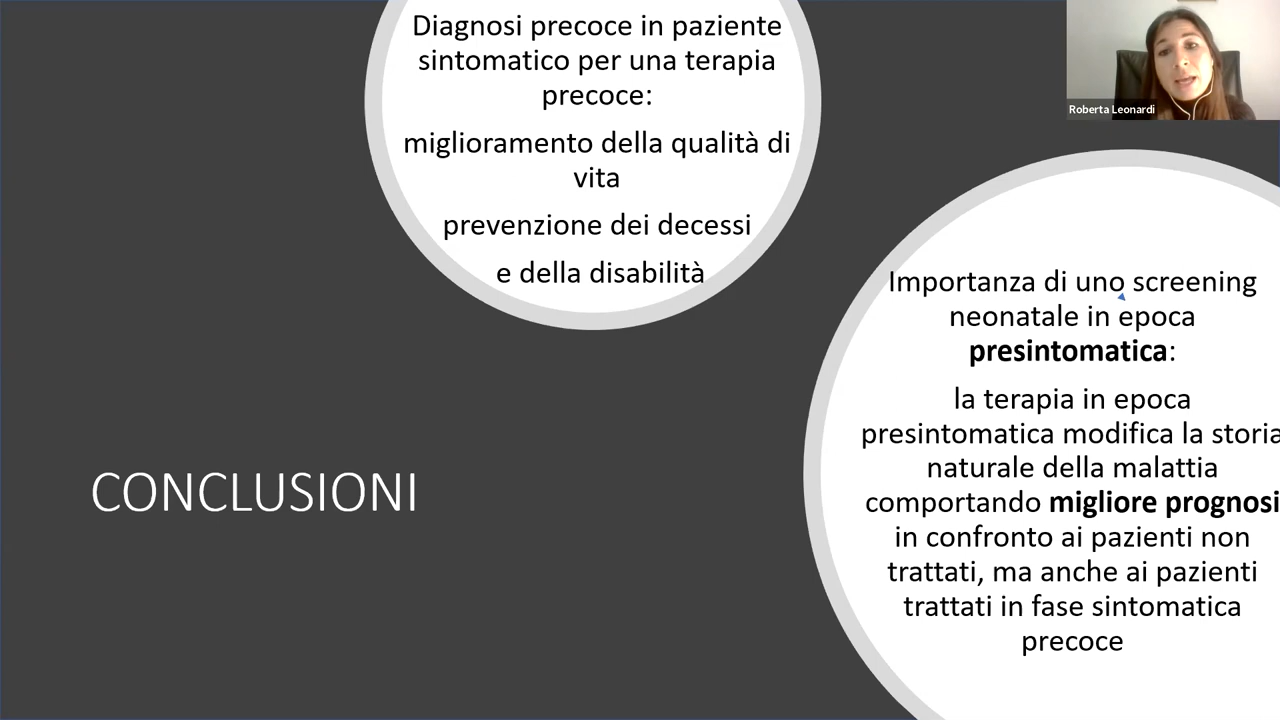 Diagnosi precoce in paziente
sintomatico per una terapia
precoce:
miglioramento della qualità di
vita
prevenzione dei decessi
e della disabilità
Roberta Leonardi
Importanza di uno screening
neonatale in epoca
presintomatica:
la terapia in epoca
presintomatica modifica la storia
naturale della malattia
comportando migliore prognosi
in confronto ai pazienti non
trattati, ma anche ai pazienti
trattati in fase sintomatica
precoce
CONCLUSIONI